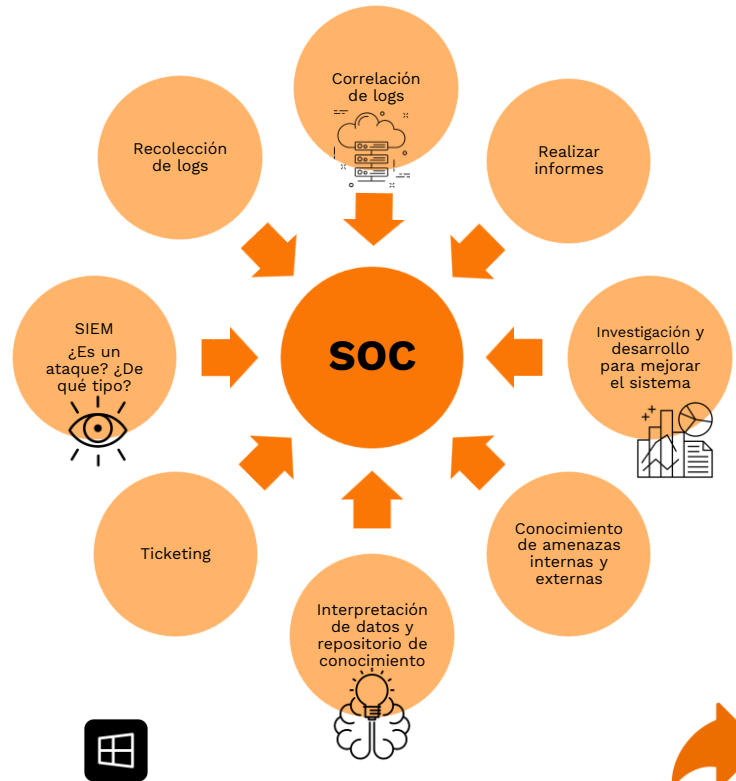 Correlación
de logs
Recolección
de logs
Realizar
informes
SIEM
¿Es un
ataque? ¿De
qué tipo?
SOC
Investigación y
desarrollo
para mejorar
el sistema
Ticketing
Conocimiento
de amenazas
internas y
externas
Interpretación
de datos y
repositorio de
conocimiento